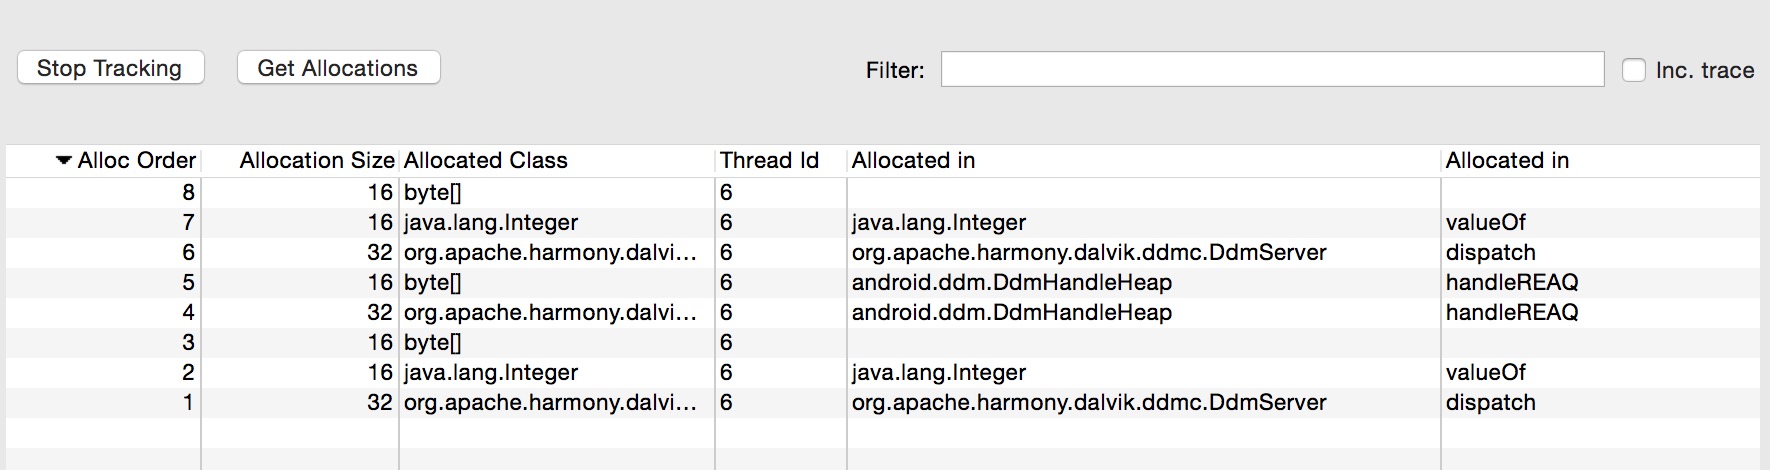 Stop Tracking Get Allocations Filter: Inc. trace
Alloc Order Allocation Size Allocated Class Thread Id Allocated in Allocated in
8 16 byte[] 6
7 16 java.lang.Integer 6 java.lang.Integer valueOf
6 32 org.apache.harmony.dalvi... 6 org.apache.harmony.dalvik.ddmc.DdmServer dispatch
5 16 byte[] 6 android.ddm.DdmHandleHeap handleREAQ
4 32 org.apache.harmony.dalvi... 6 android.ddm.DdmHandleHeap handleREAQ
3 16 byte[] 6
2 16 java.lang.Integer 6 java.lang.Integer valueOf
1 32 org.apache.harmony.dalvi... 6 org.apache.harmony.dalvik.ddmc.DdmServer dispatch